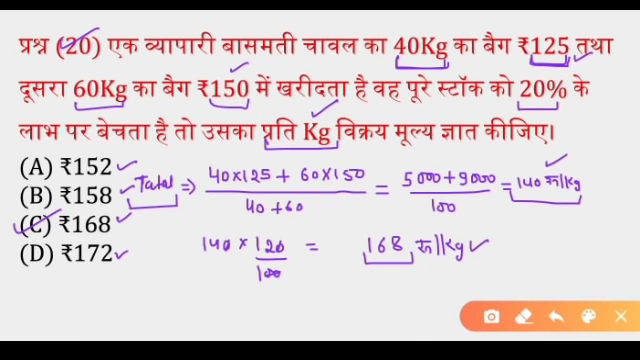 प्रश्न (20) एक व्यापारी बासमती चावल का 40Kg का बैग ₹125 तथा
दूसरा 60Kg का बैग ₹150 में खरीदता है वह पूरे स्टॉक को 20% के
लाभ पर बेचता है तो उसका प्रति Kg विक्रय मूल्य ज्ञात कीजिए।
(A) ₹152
(B) ₹158
(C) ₹168
(D) ₹172
Total ⇒ 40×125 + 60×150 / 40+60 = 5000+9000 / 100 = 140 रू/Kg
140 × 120 / 100 = 168 रू/Kg